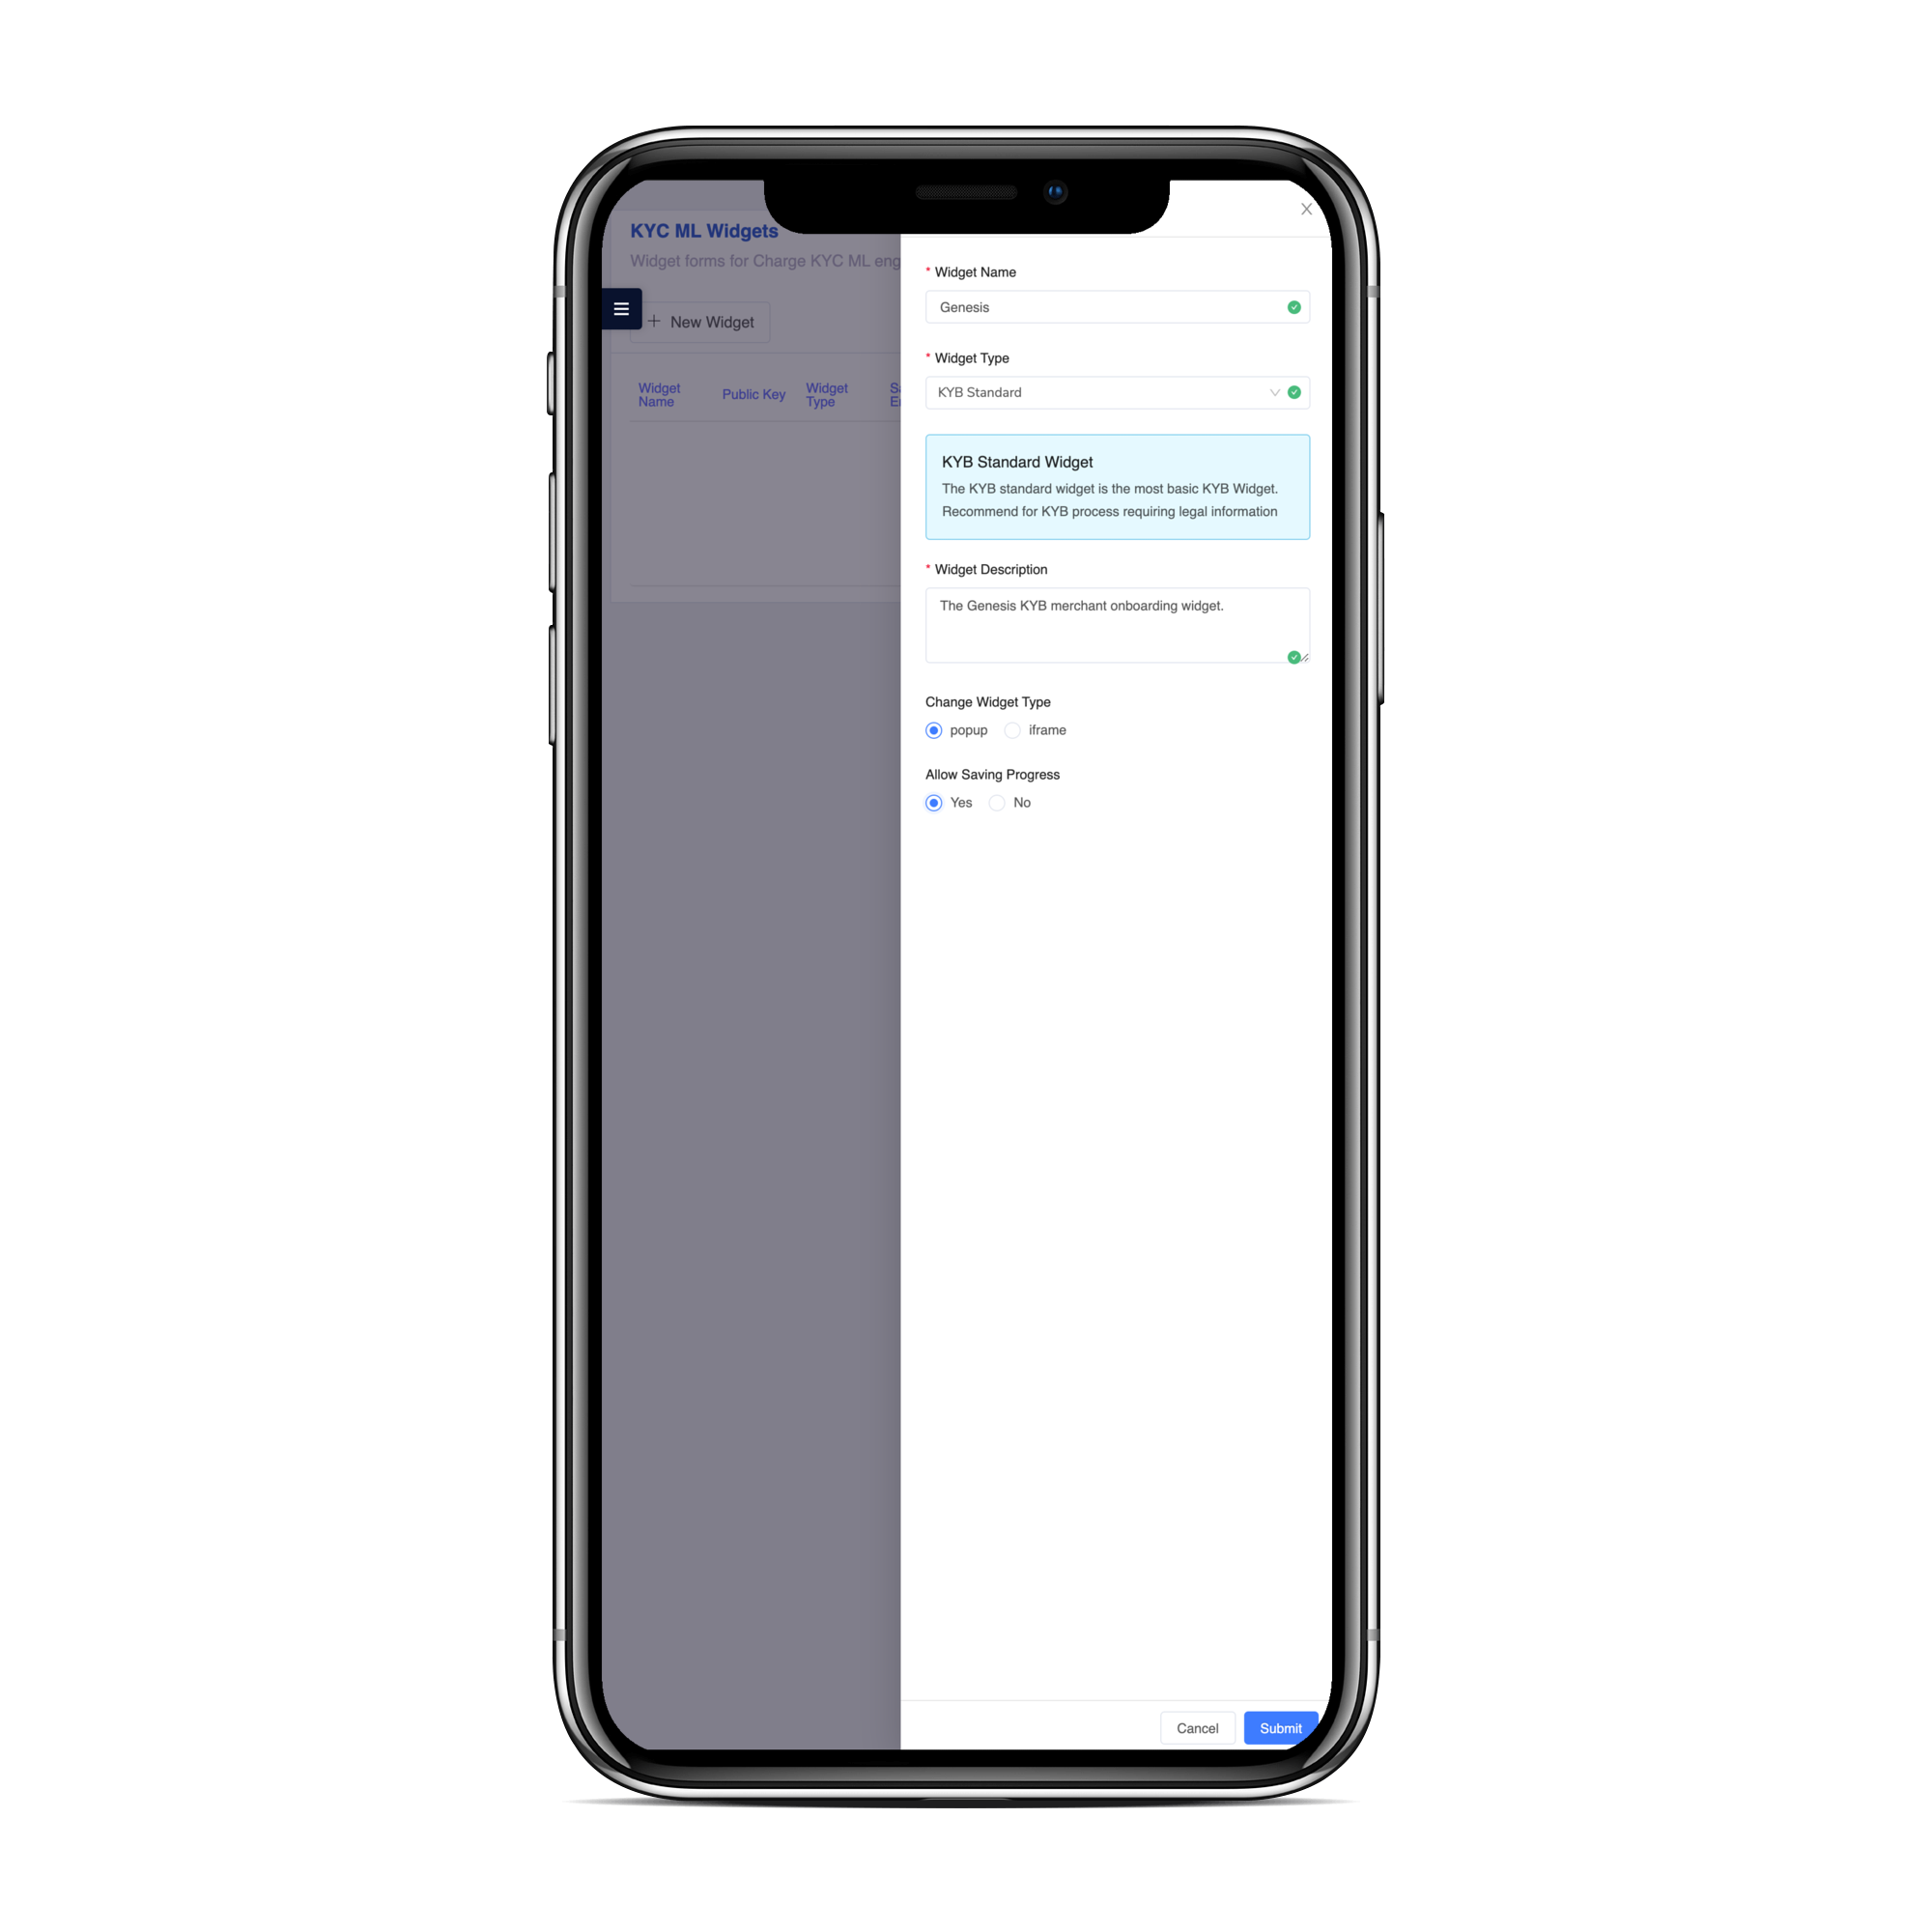 KYC ML Widgets
Widget forms for Charge KYC ML eng
New Widget
Widget Name
Public Key
Widget Type
* Widget Name
Genesis
* Widget Type
KYB Standard
KYB Standard Widget
The KYB standard widget is the most basic KYB Widget.
Recommend for KYB process requiring legal information
* Widget Description
The Genesis KYB merchant onboarding widget.
Change Widget Type
popup iframe
Allow Saving Progress
Yes No
Cancel Submit